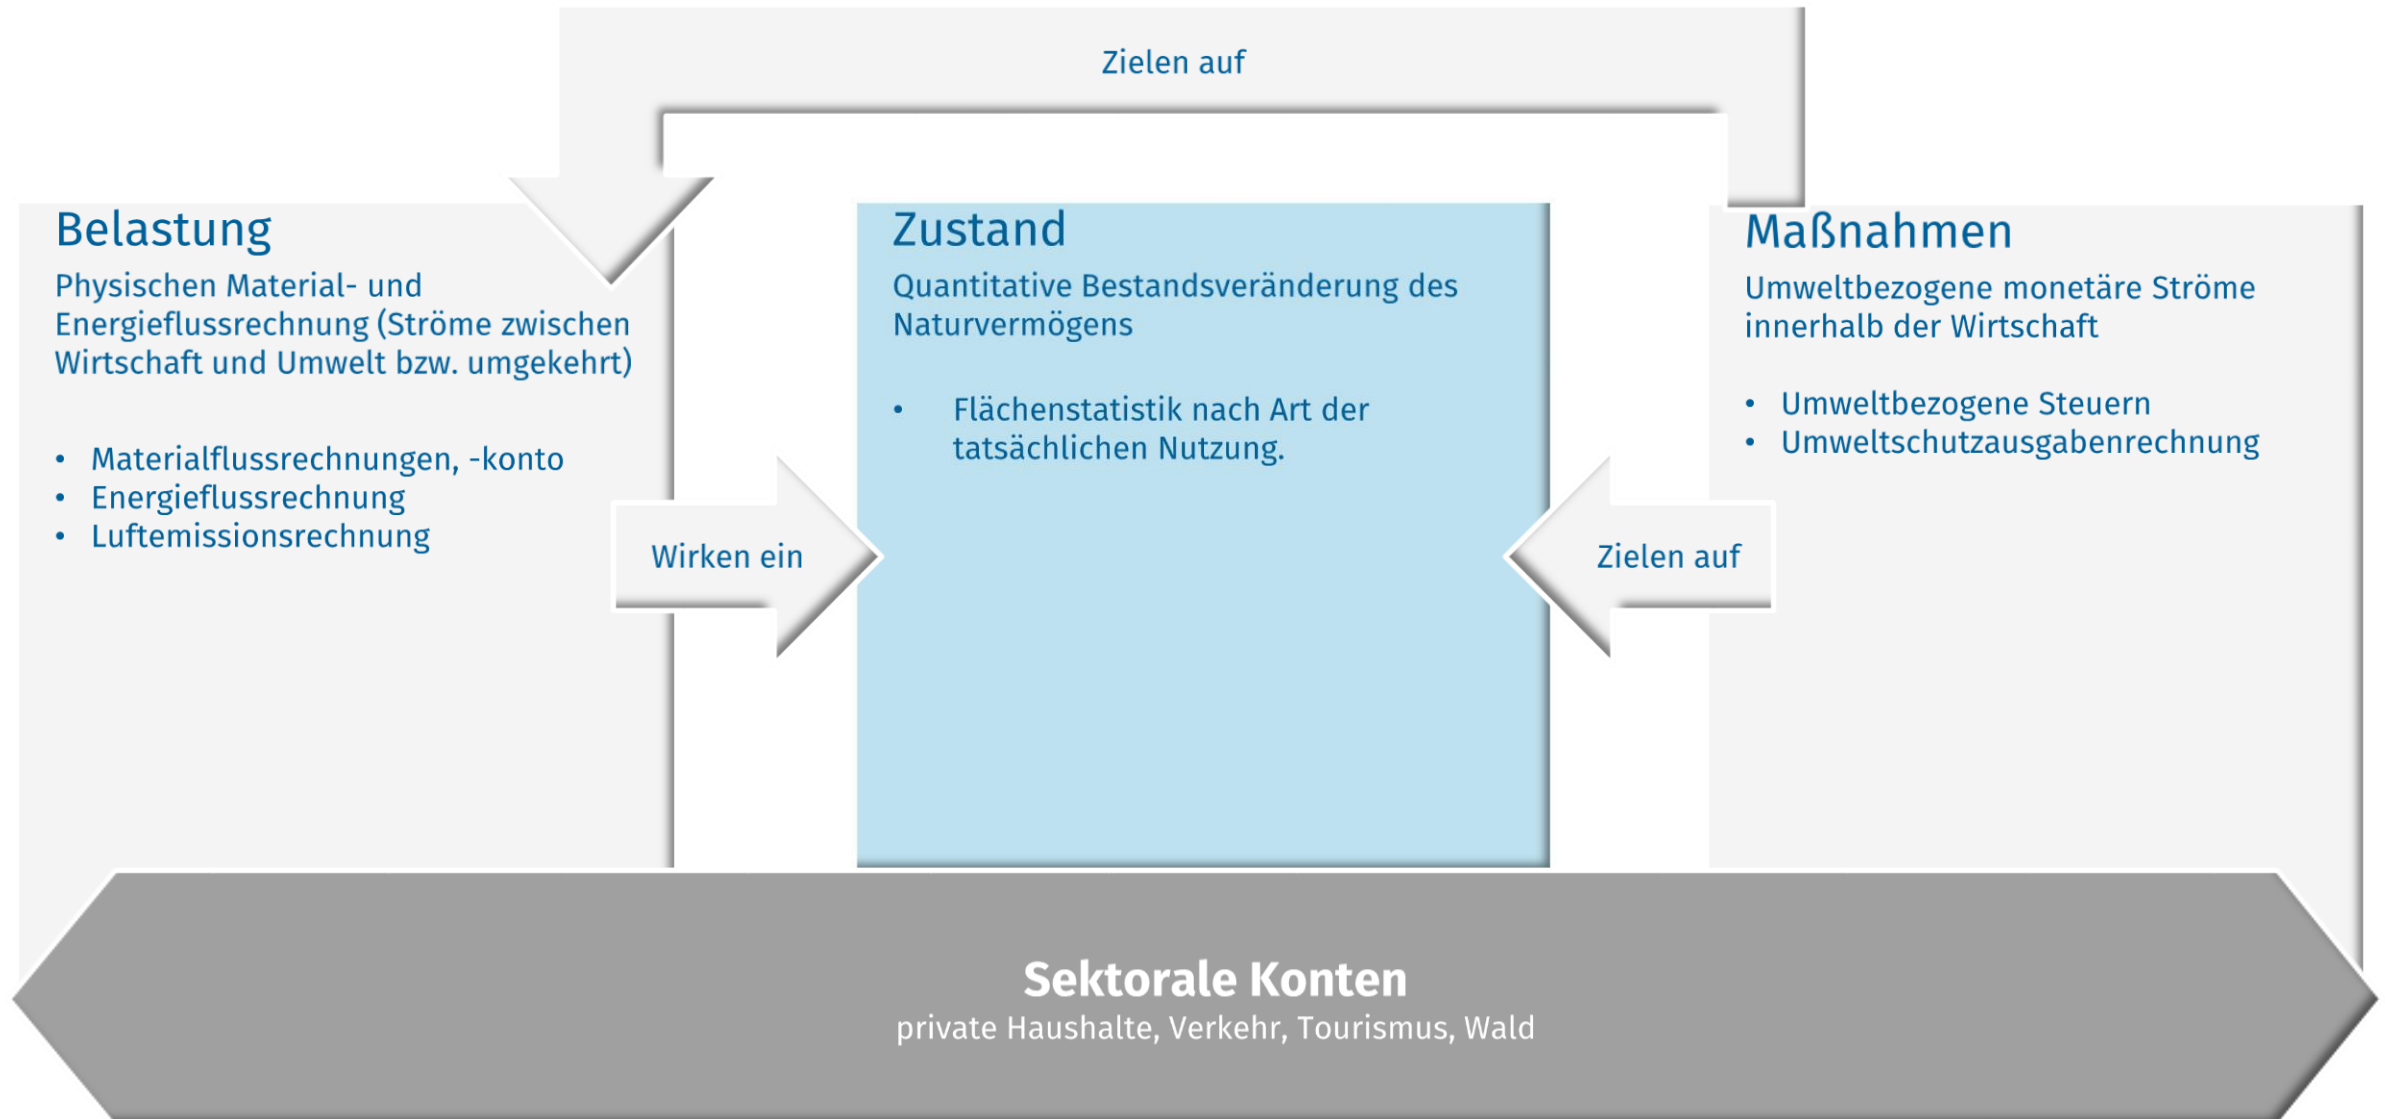 Zielen auf
Belastung
Physischen Material- und
Energieflussrechnung (Ströme zwischen
Wirtschaft und Umwelt bzw. umgekehrt)
• Materialflussrechnungen, -konto
• Energieflussrechnung
• Luftemissionsrechnung
Wirken ein
Zustand
Quantitative Bestandsveränderung des
Naturvermögens
• Flächenstatistik nach Art der
tatsächlichen Nutzung.
Zielen auf
Maßnahmen
Umweltbezogene monetäre Ströme
innerhalb der Wirtschaft
• Umweltbezogene Steuern
• Umweltschutzausgabenrechnung
Sektorale Konten
private Haushalte, Verkehr, Tourismus, Wald